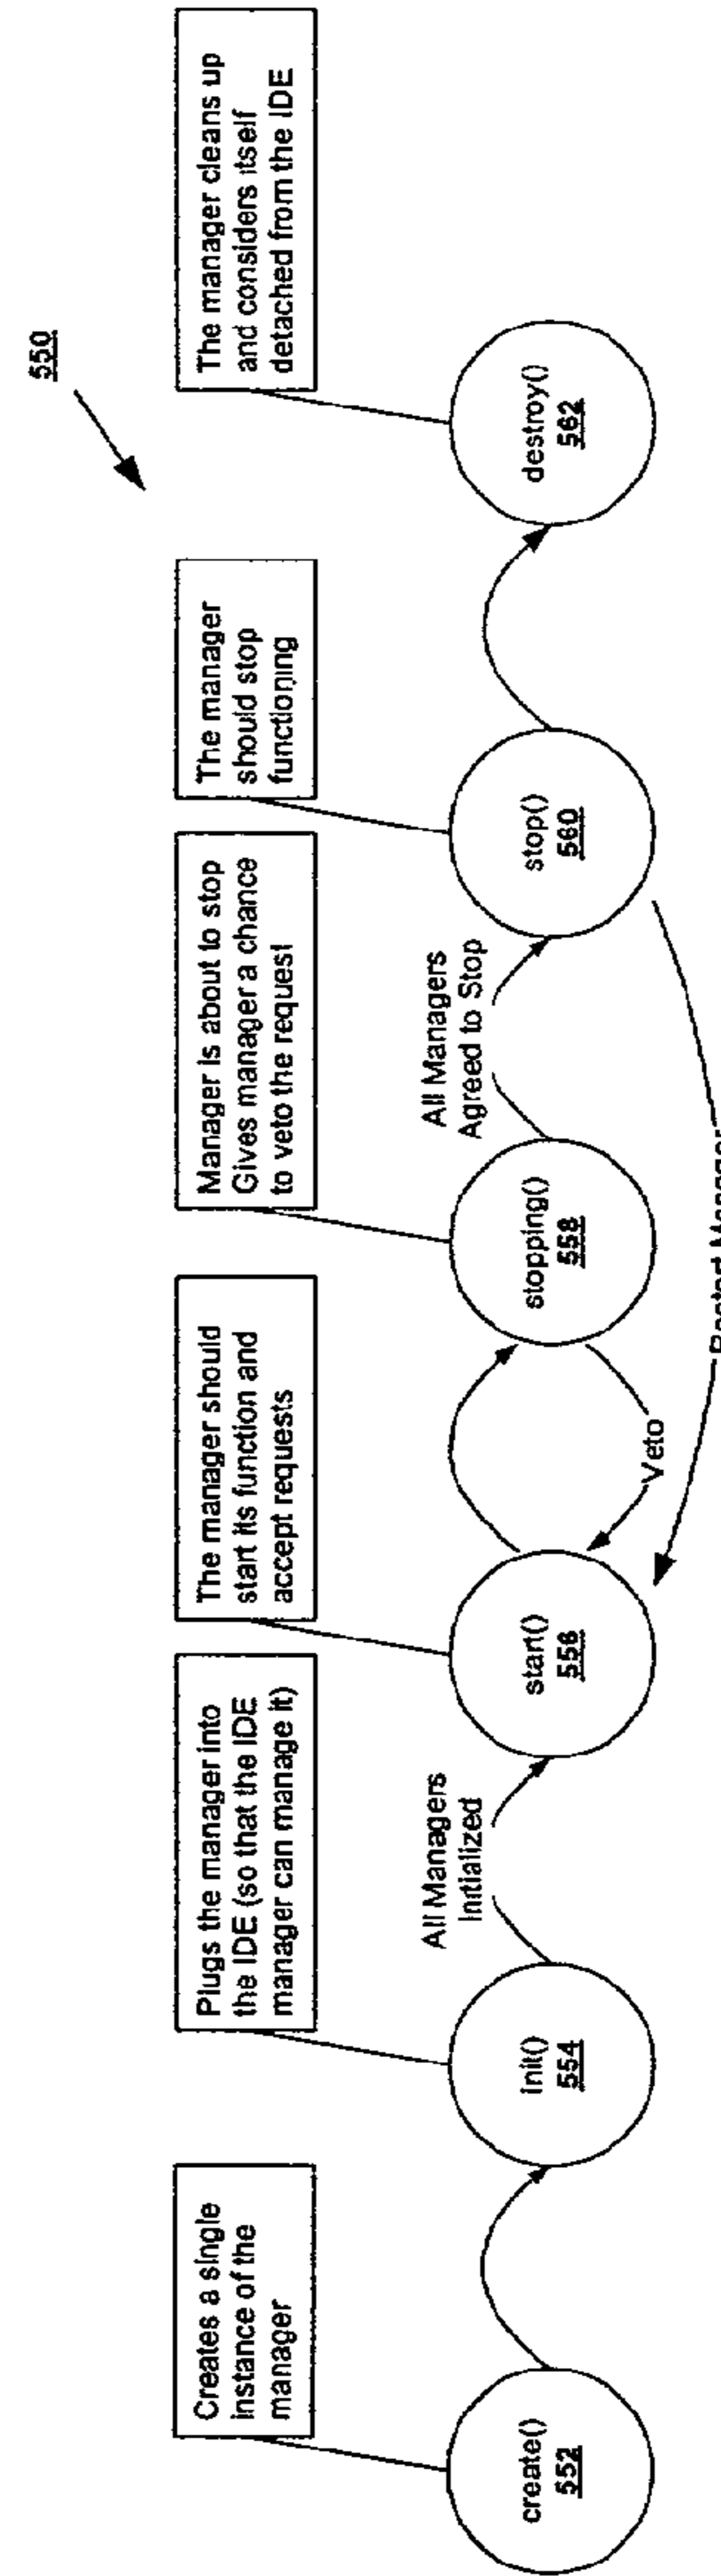 550
Creates a single
instance of the
manager
Plugs the manager into
the IDE (so that the IDE
manager can manage it)
The manager should
start its function and
accept requests
Manager is about to stop
Gives manager a chance
to veto the request
The manager
should stop
functioning
The manager cleans up
and considers itself
detached from the IDE
create()
552
init()
554
All Managers
Initialized
start()
556
Veto
stopping()
558
All Managers
Agreed to Stop
stop()
560
destroy()
562
Restart Manager